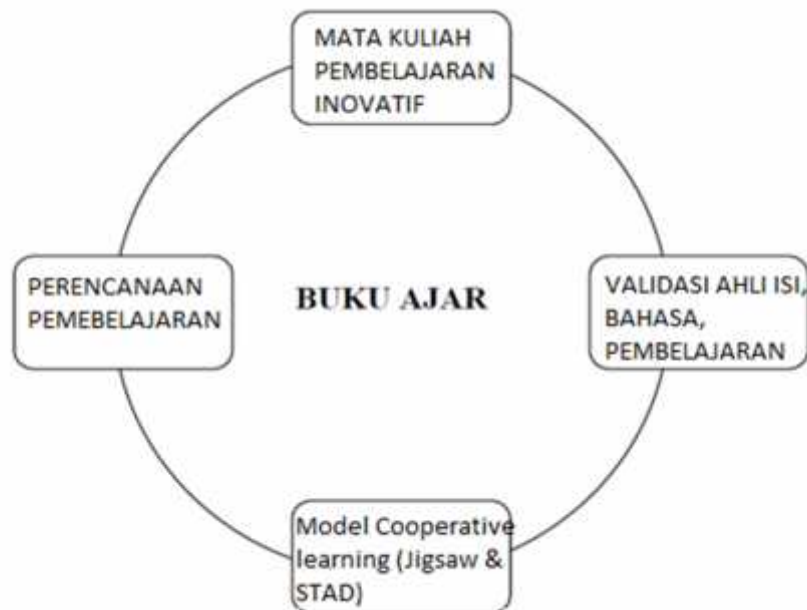 MATA KULIAH
PEMBELAJARAN
INOVATIF
PERENCANAAN
PEMEBELAJARAN
BUKU AJAR
VALIDASI AHLI ISI,
BAHASA,
PEMBELAJARAN
Model Cooperative
learning (Jigsaw &
STAD)